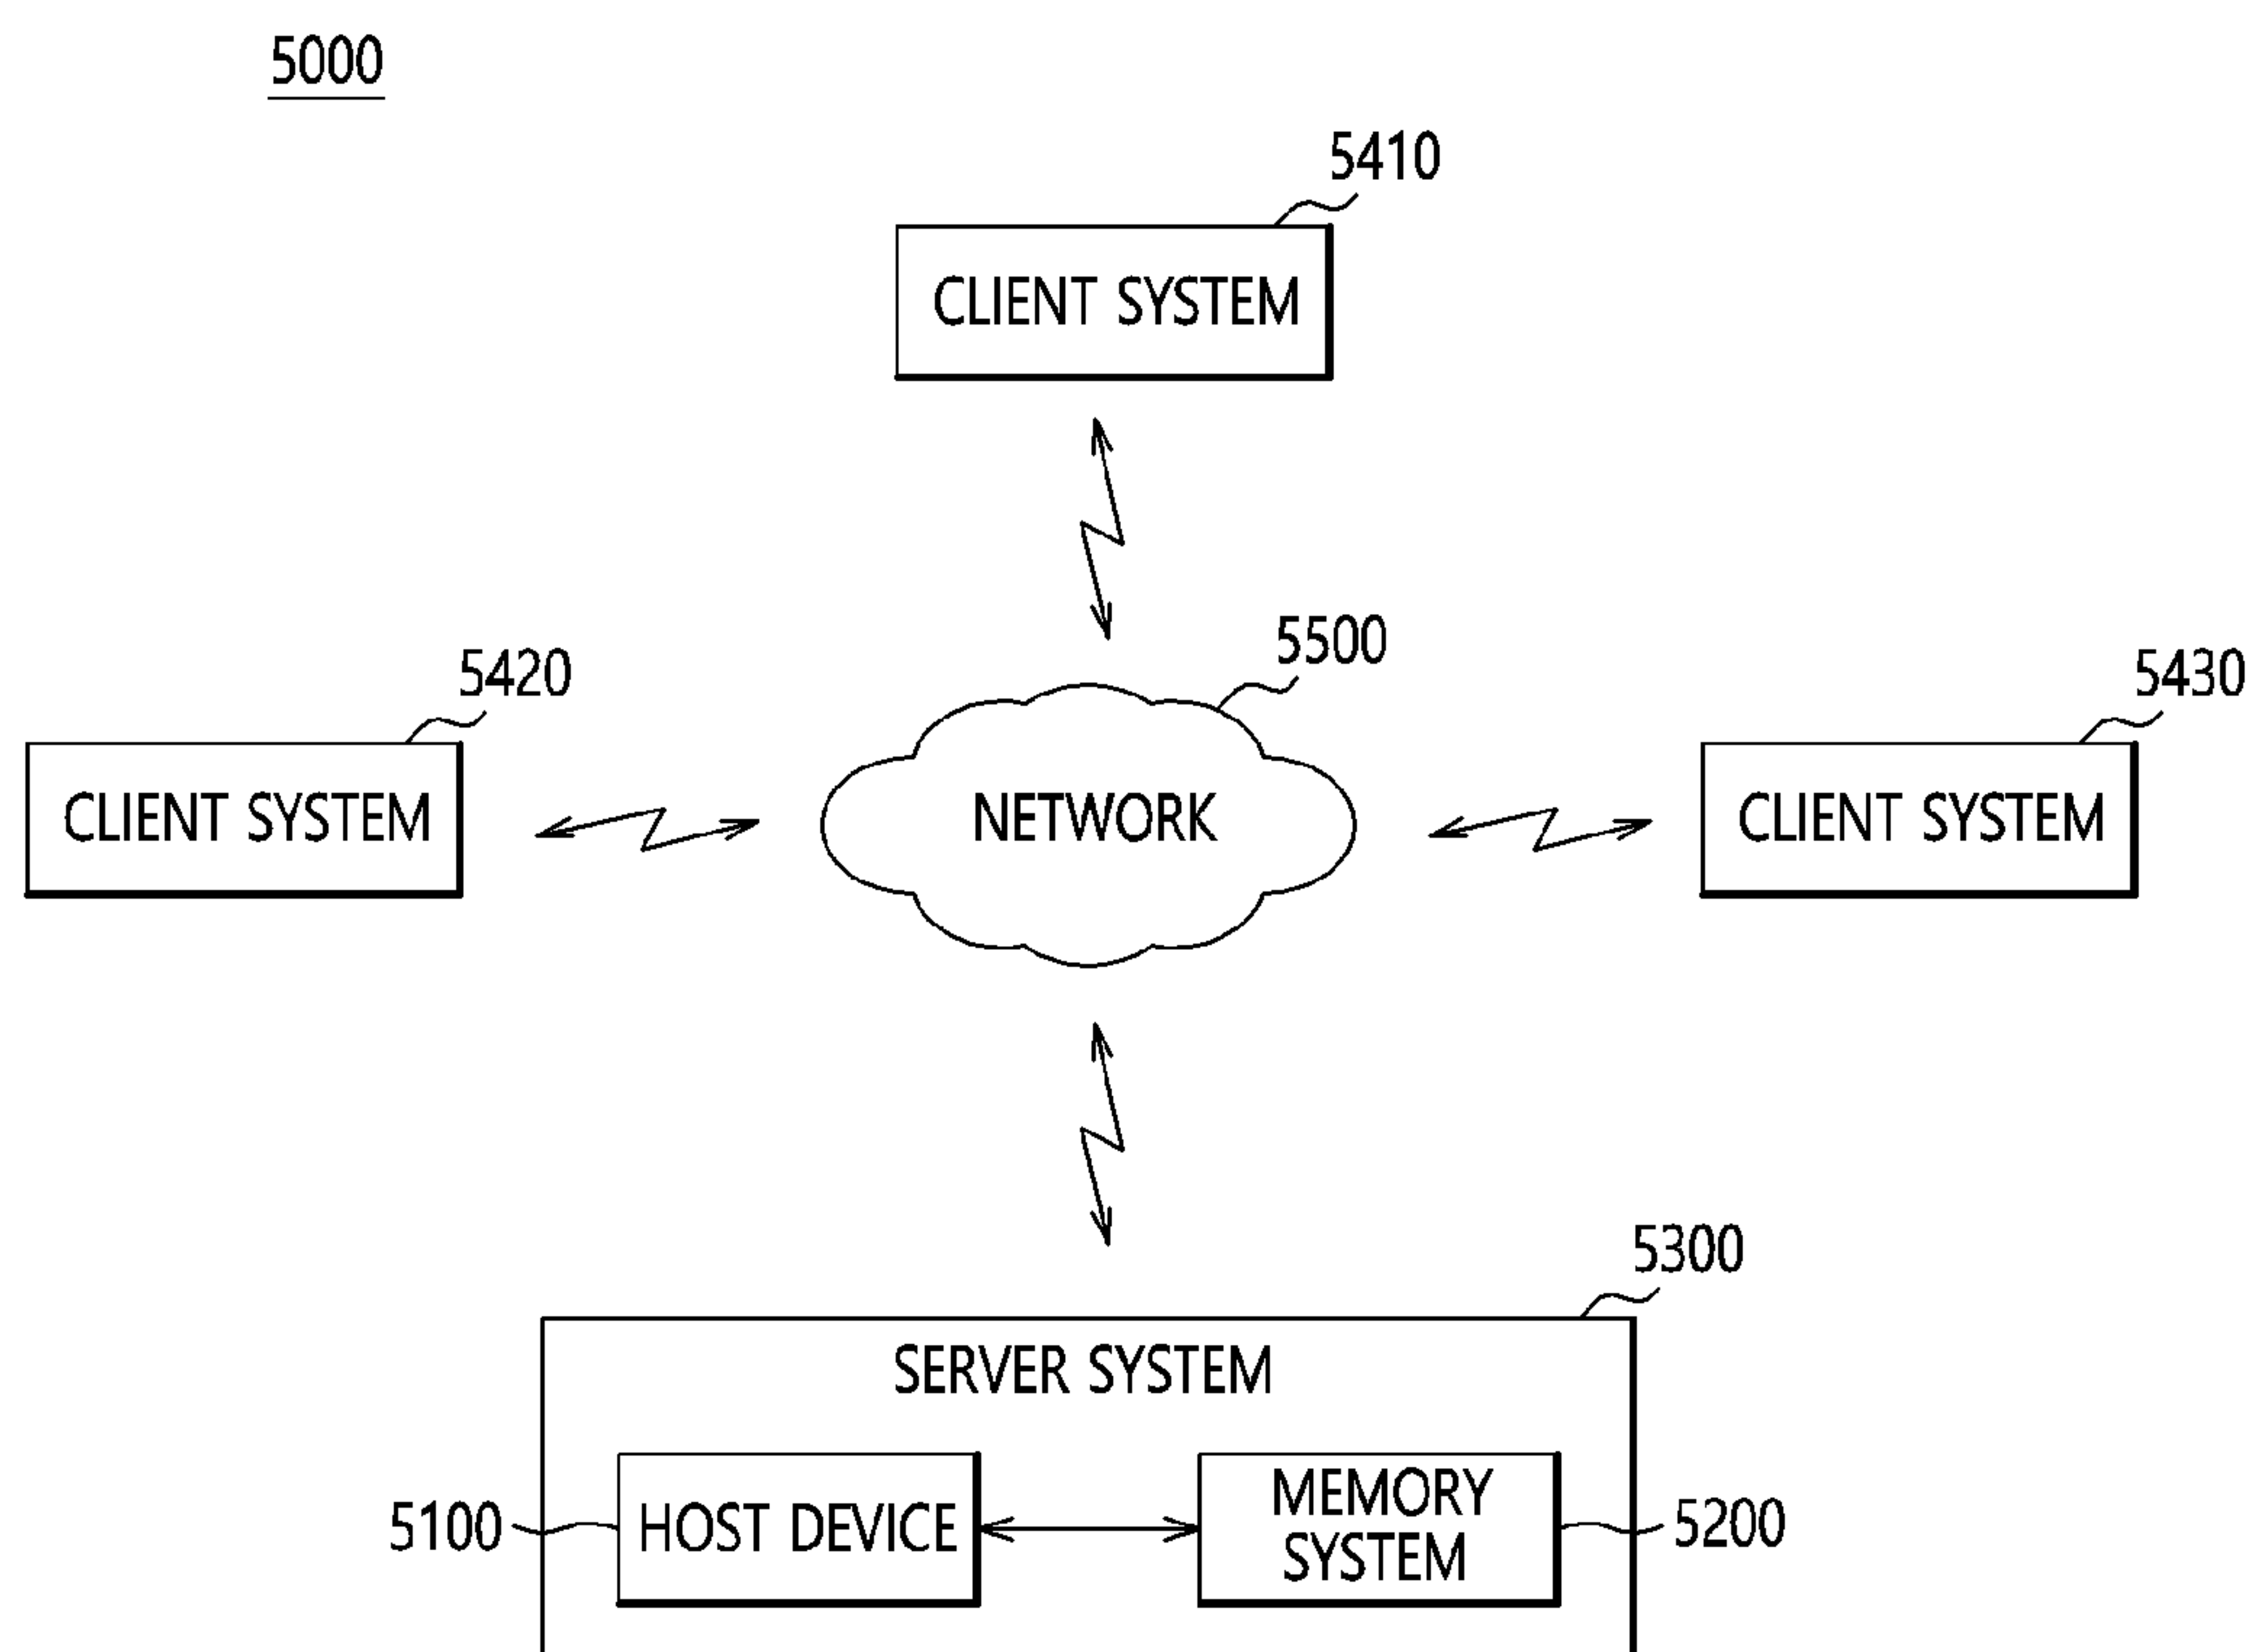 5000
5410
CLIENT SYSTEM
5500
5420
5430
CLIENT SYSTEM
NETWORK
CLIENT SYSTEM
5300
SERVER SYSTEM
5100
HOST DEVICE
MEMORY
SYSTEM
5200